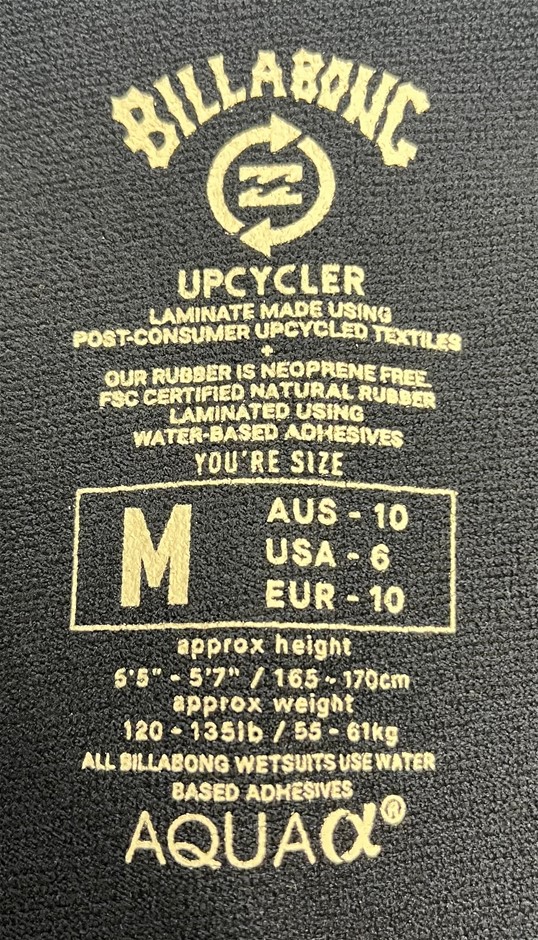 BILLABONG
UPCYCLER
LAMINATE MADE USING
POST-CONSUMER UPCYCLED TEXTILES
+
OUR RUBBER IS NEOPRENE FREE.
FSC CERTIFIED NATURAL RUBBER
LAMINATED USING
WATER-BASED ADHESIVES
YOU'RE SIZE
M
AUS - 10
USA - 6
EUR - 10
approx height
5'5" - 5'7" / 165 - 170cm
approx weight
120 - 135lb / 55 - 61kg
ALL BILLABONG WETSUITS USE WATER
BASED ADHESIVES
AQUAα®